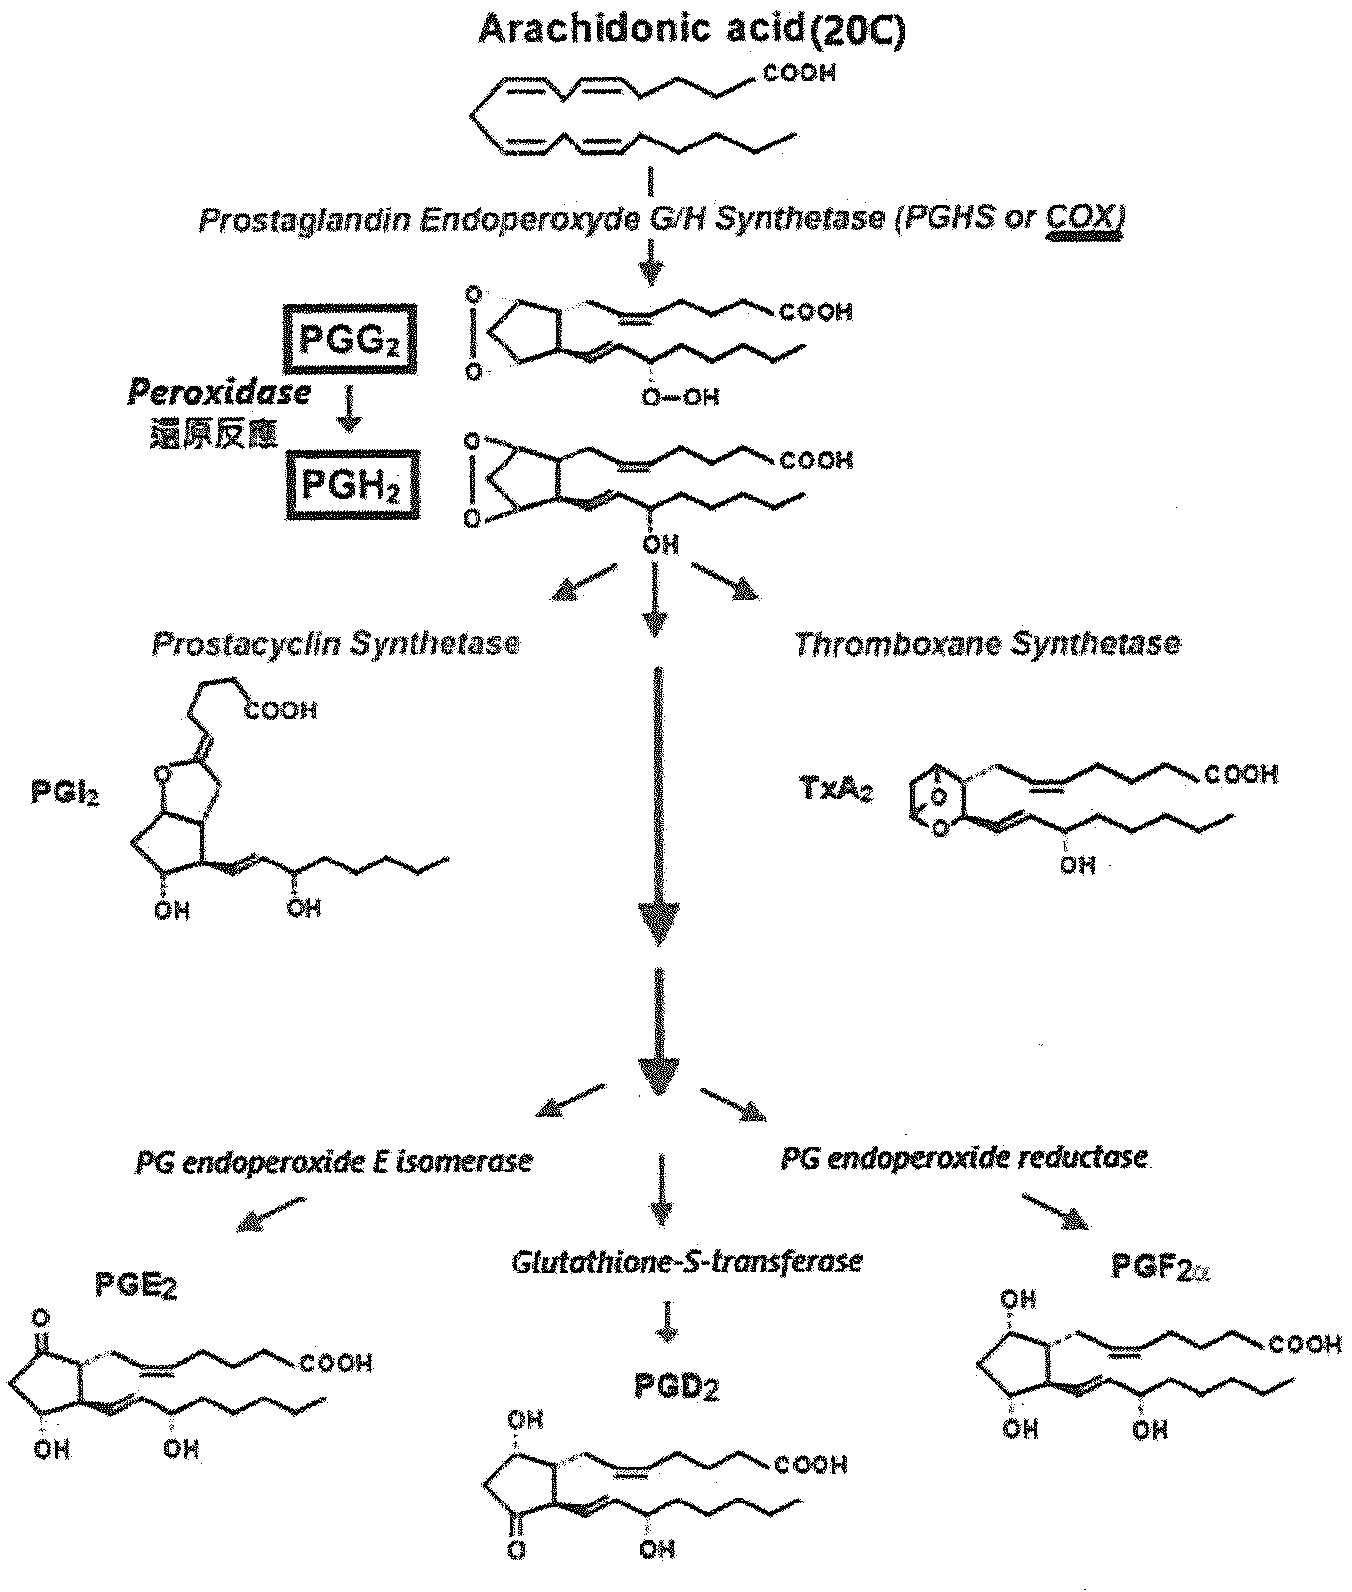 Arachidonic acid(20C)
COOH
Prostaglandin Endoperoxyde G/H Synthetase (PGHS or COX)
PGG₂
O
O
COOH
O-OH
Peroxidase
還原反應
PGH₂
O
O
COOH
OH
Prostacyclin Synthetase
Thromboxane Synthetase
PGI₂
COOH
O
OH
OH
TxA₂
O
O
COOH
OH
PG endoperoxide E isomerase
PG endoperoxide reductase
Glutathione-S-transferase
PGE₂
O
COOH
OH
OH
PGD₂
OH
COOH
O
OH
PGF₂α
OH
COOH
OH
OH